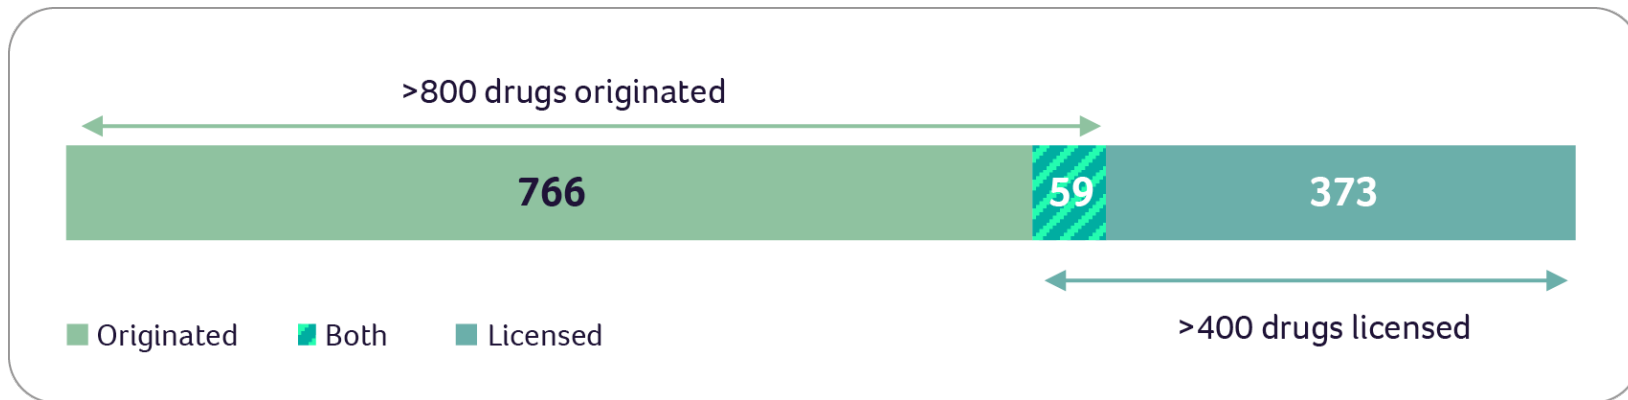 >800 drugs originated
766
59
373
>400 drugs licensed
Originated
Both
Licensed